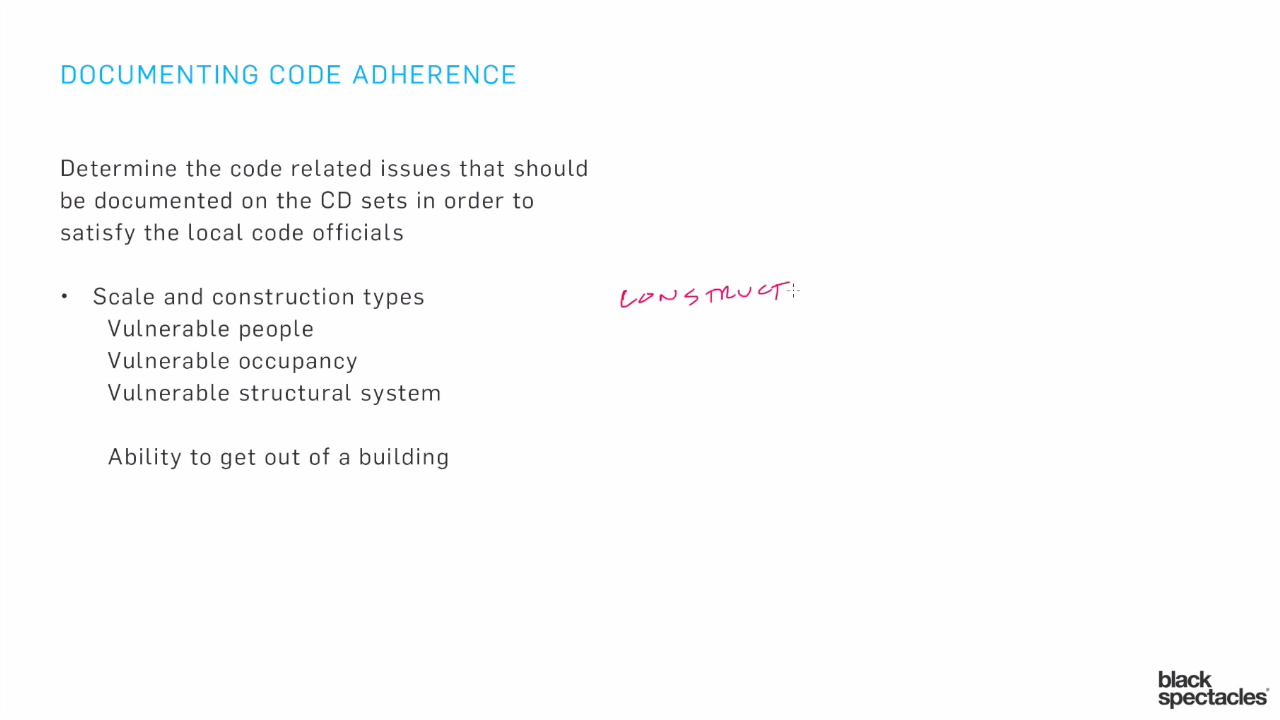 DOCUMENTING CODE ADHERENCE
Determine the code related issues that should
be documented on the CD sets in order to
satisfy the local code officials
• Scale and construction types
CONSTRUCT
Vulnerable people
Vulnerable occupancy
Vulnerable structural system
Ability to get out of a building
black
spectacles®